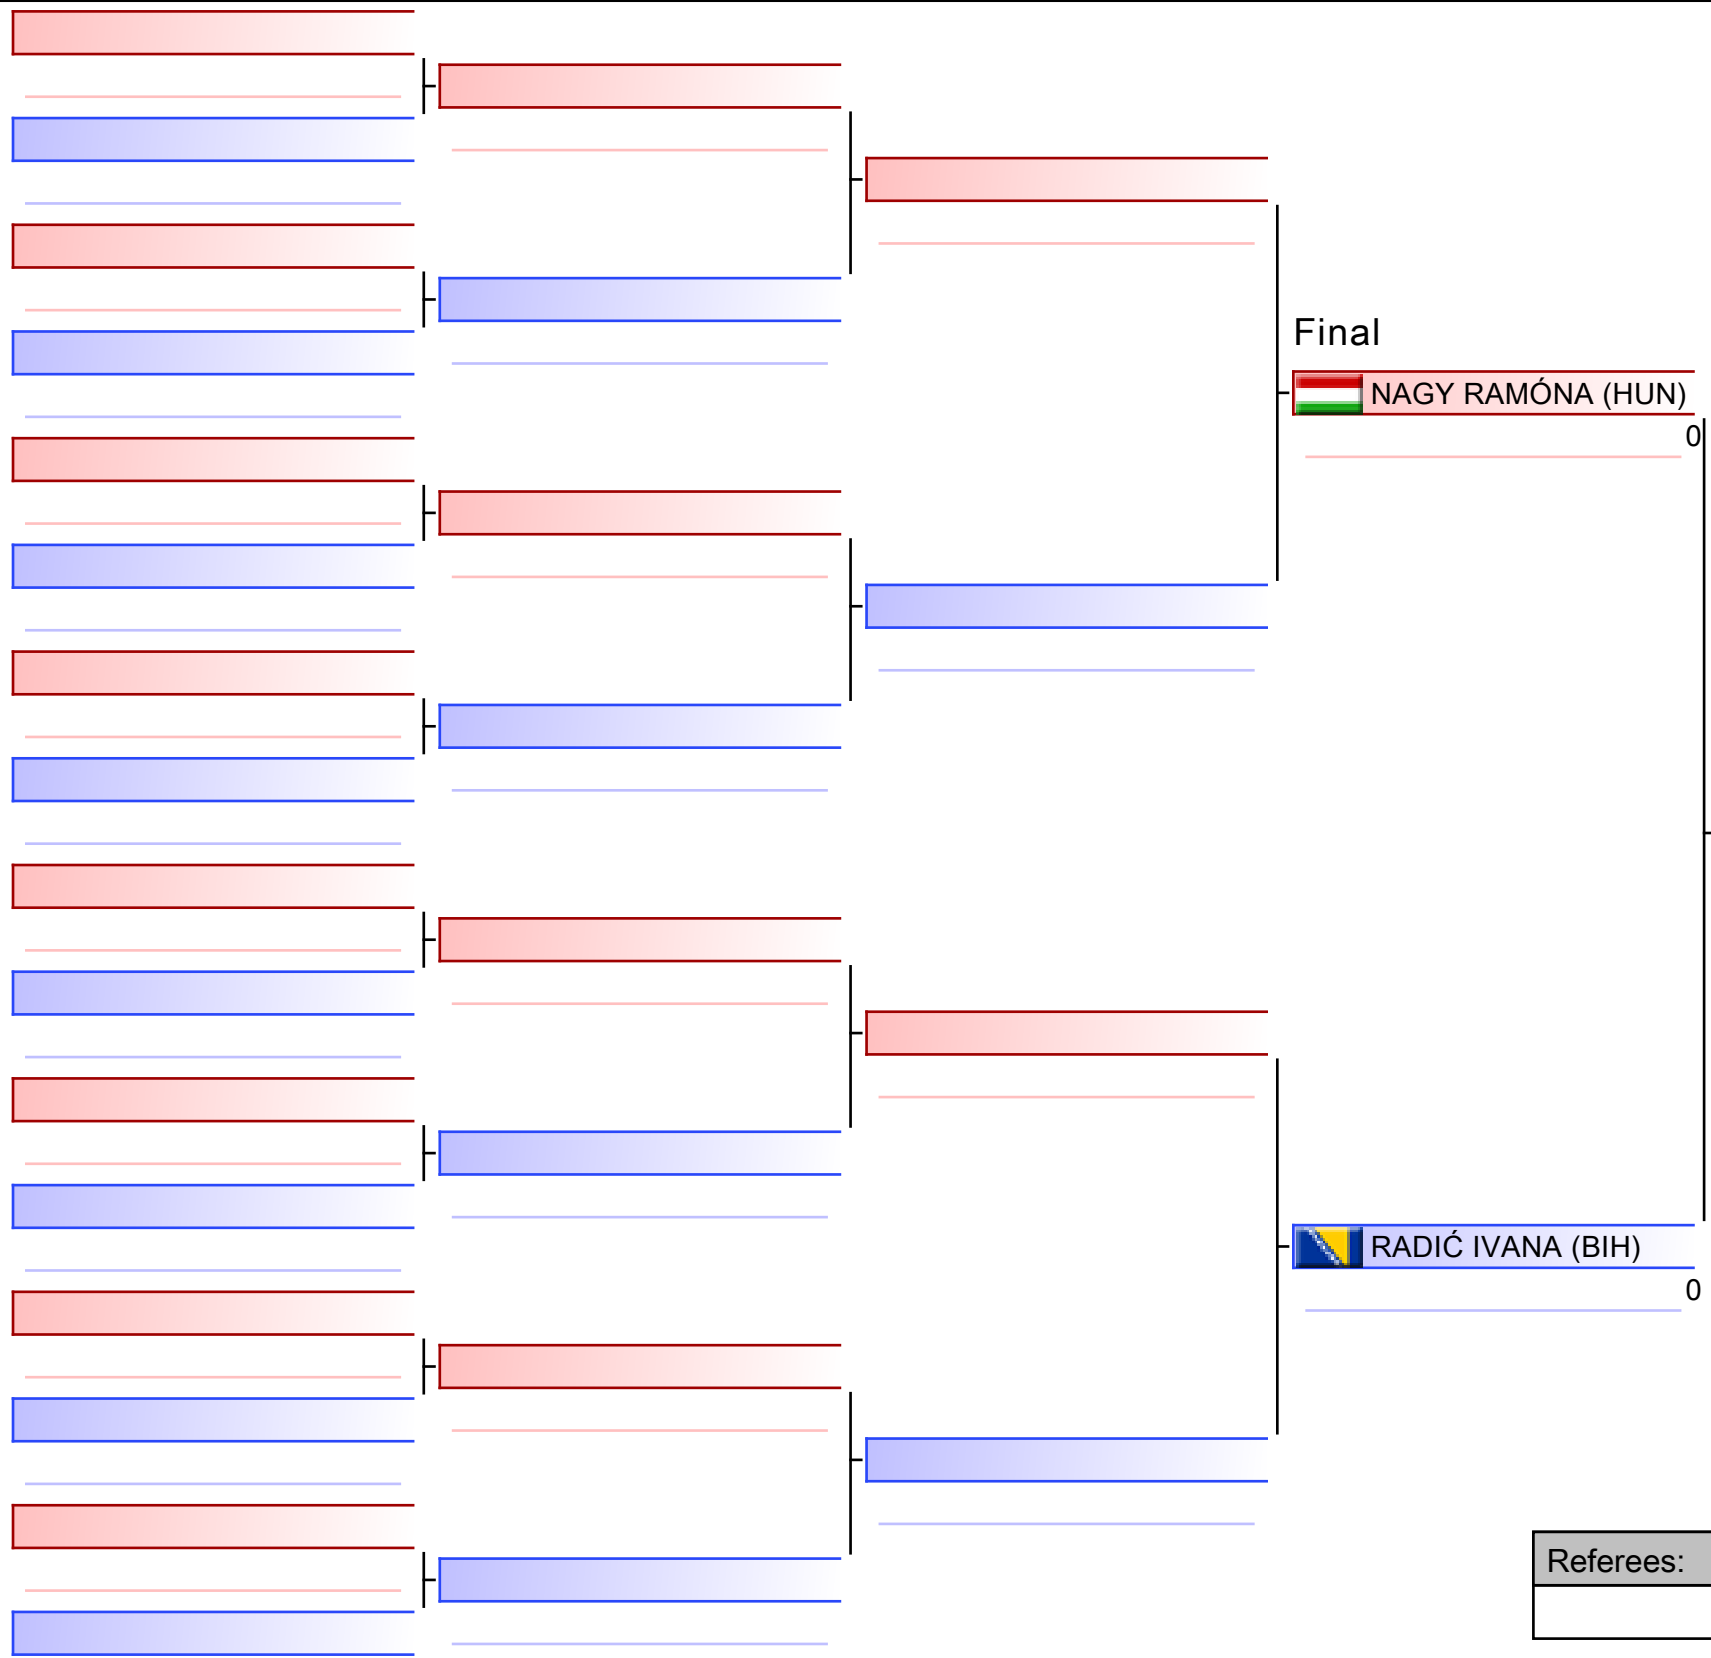 Final
NAGY RAMÓNA (HUN)
0
RADIĆ IVANA (BIH)
0
Referees: